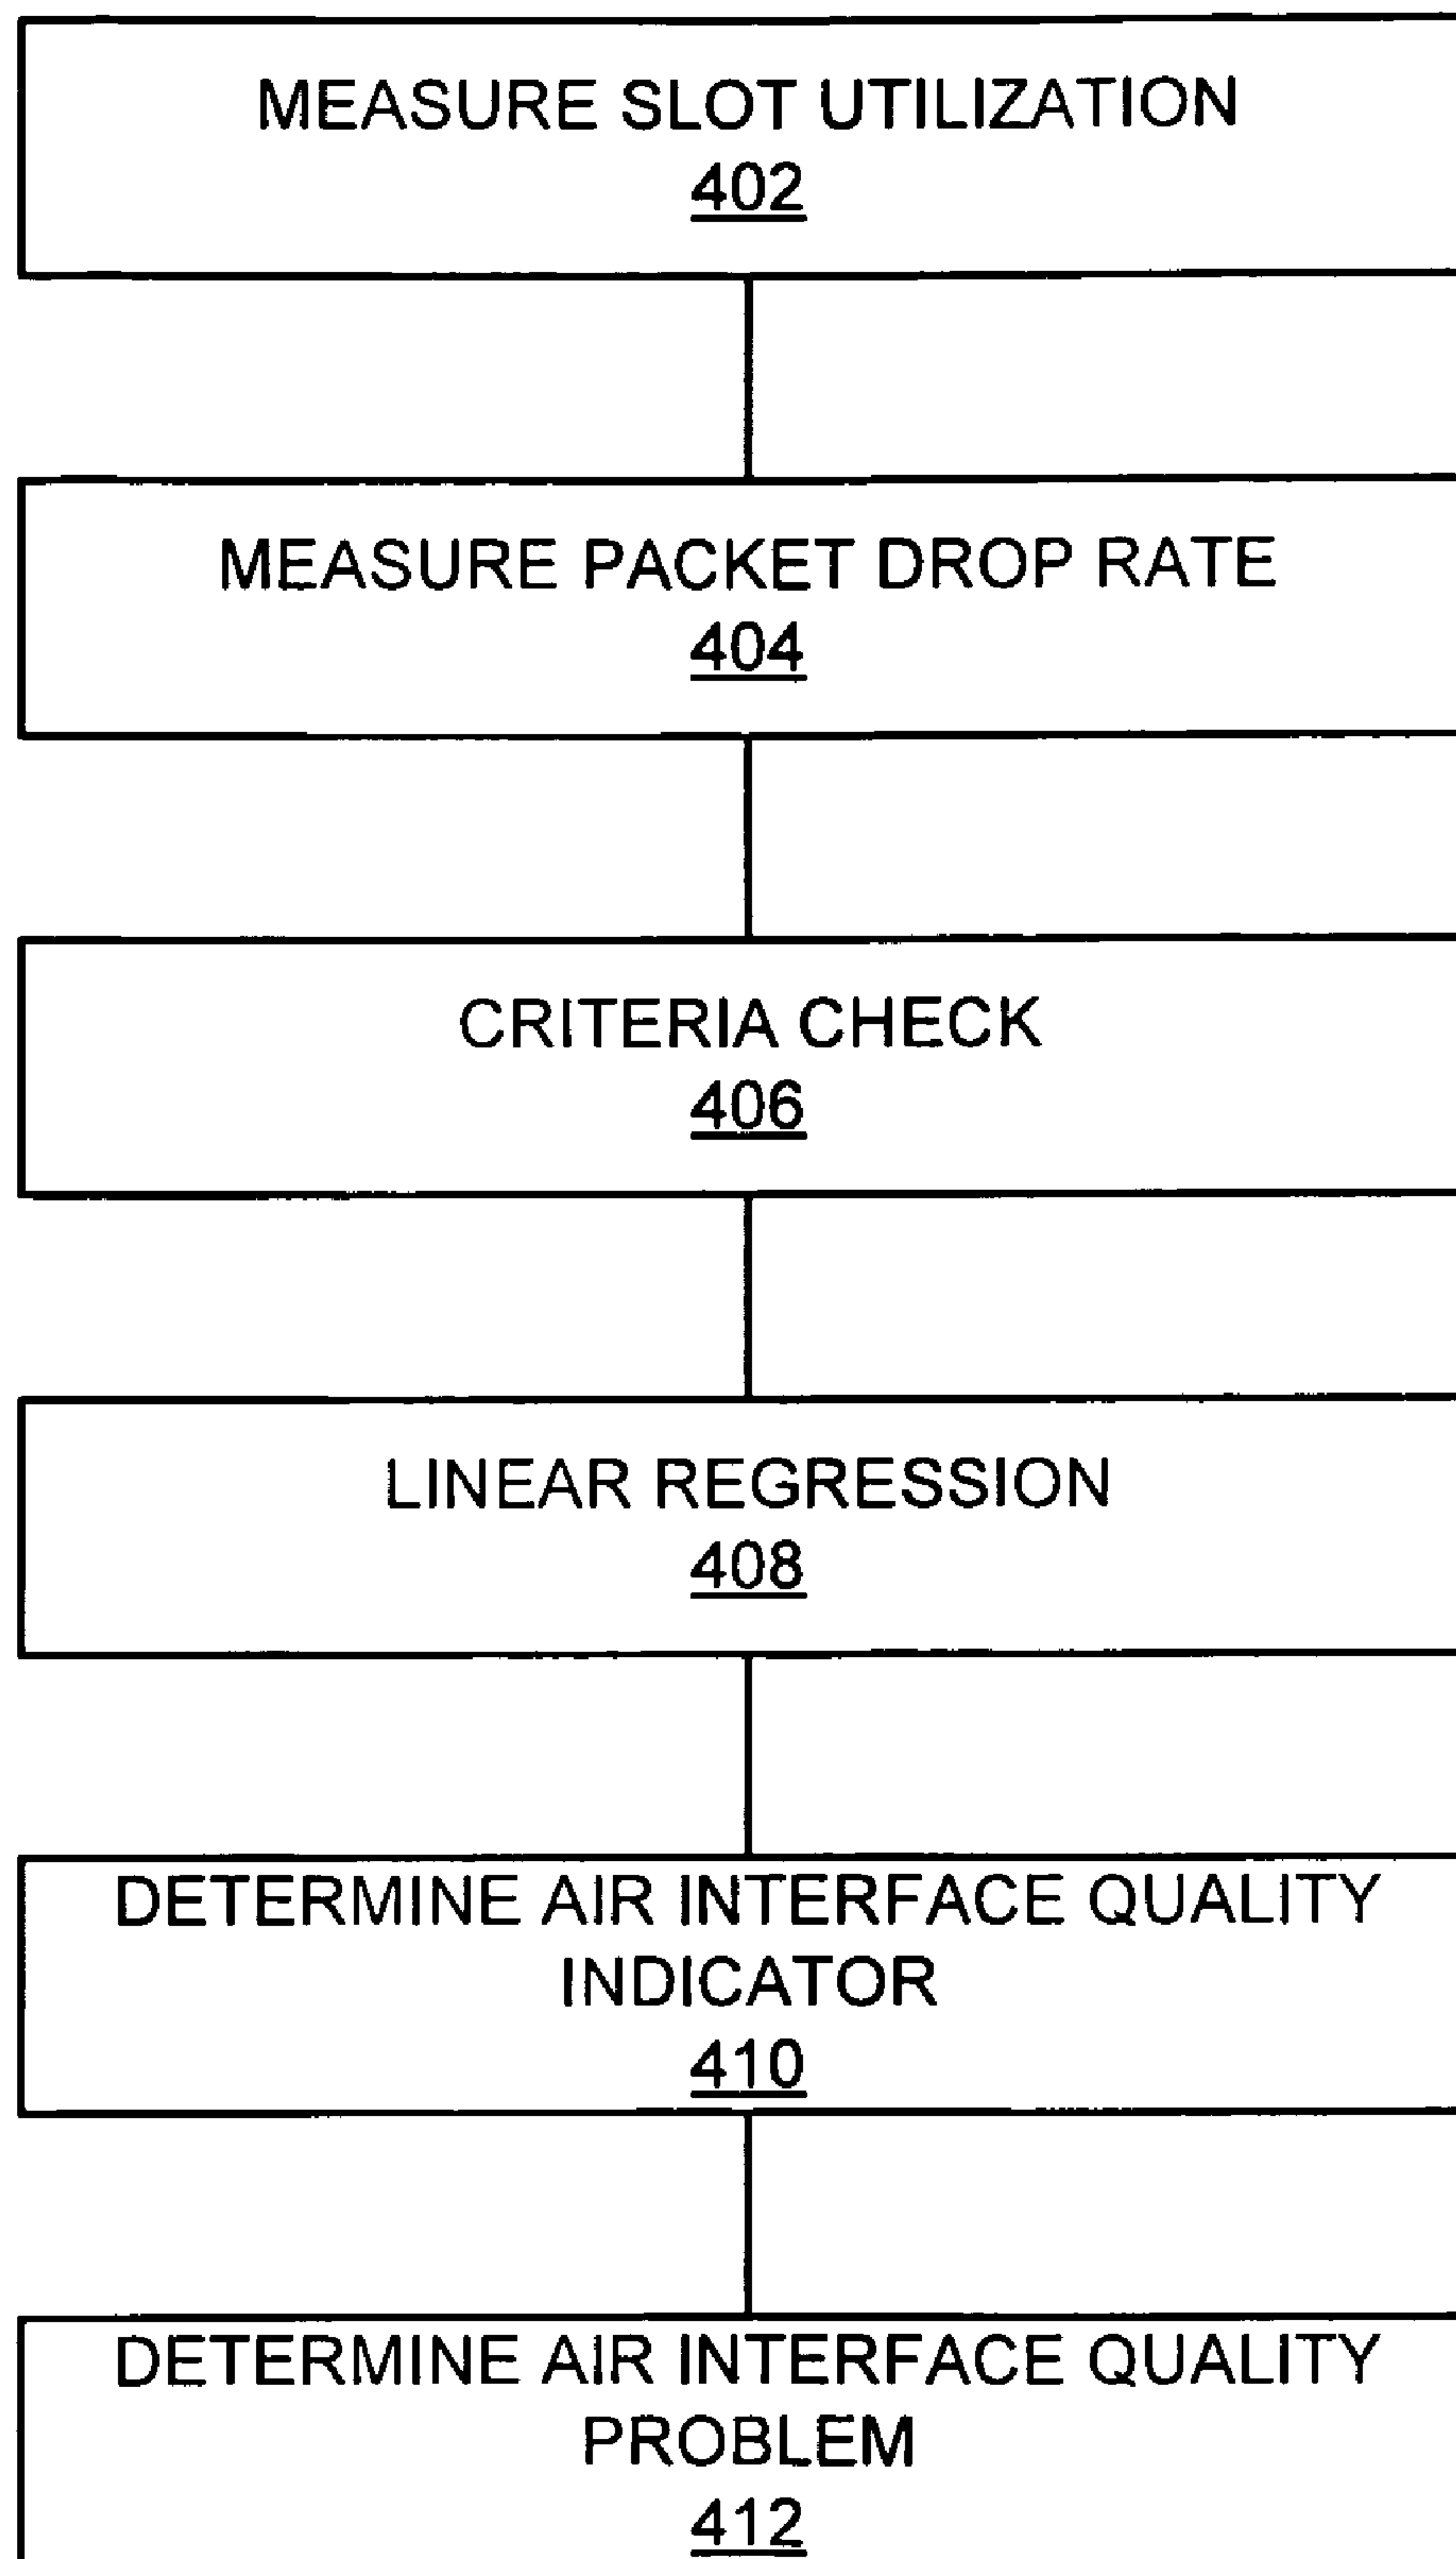 MEASURE SLOT UTILIZATION
402
MEASURE PACKET DROP RATE
404
CRITERIA CHECK
406
LINEAR REGRESSION
408
DETERMINE AIR INTERFACE QUALITY
INDICATOR
410
DETERMINE AIR INTERFACE QUALITY
PROBLEM
412